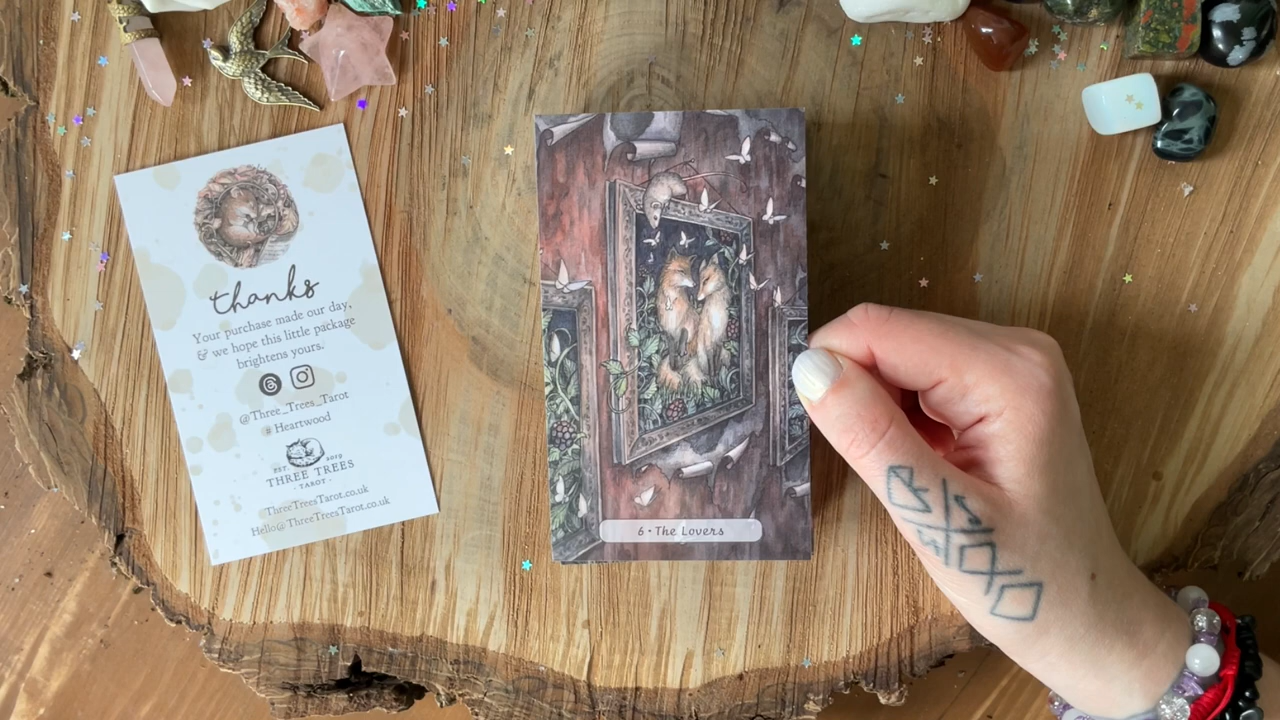 thanks
Your purchase made our day,
& we hope this little package
brightens yours.
@Three_Trees_Tarot
#Heartwood
EST 2019
THREE TREES
· TAROT ·
ThreeTreesTarot.co.uk
Hello@ThreeTreesTarot.co.uk
6 • The Lovers